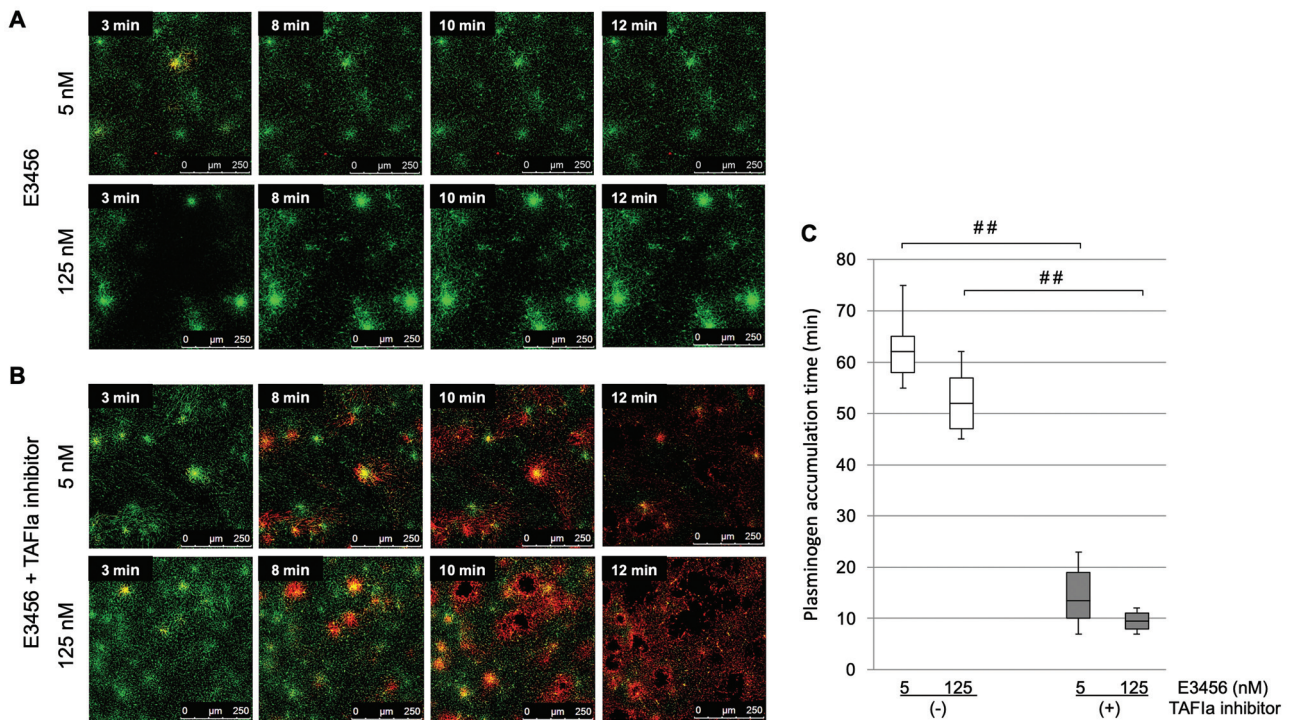 A
E3456
5 nM
3 min
8 min
10 min
12 min
0 µm 250
0 µm 250
0 µm 250
0 µm 250
125 nM
3 min
8 min
10 min
12 min
0 µm 250
0 µm 250
0 µm 250
0 µm 250
B
E3456 + TAFIa inhibitor
5 nM
3 min
8 min
10 min
12 min
0 µm 250
0 µm 250
0 µm 250
0 µm 250
125 nM
3 min
8 min
10 min
12 min
0 µm 250
0 µm 250
0 µm 250
0 µm 250
C
##
##
Plasminogen accumulation time (min)
80
70
60
50
40
30
20
10
0
5 125 5 125 E3456 (nM)
(-) (+) TAFIa inhibitor